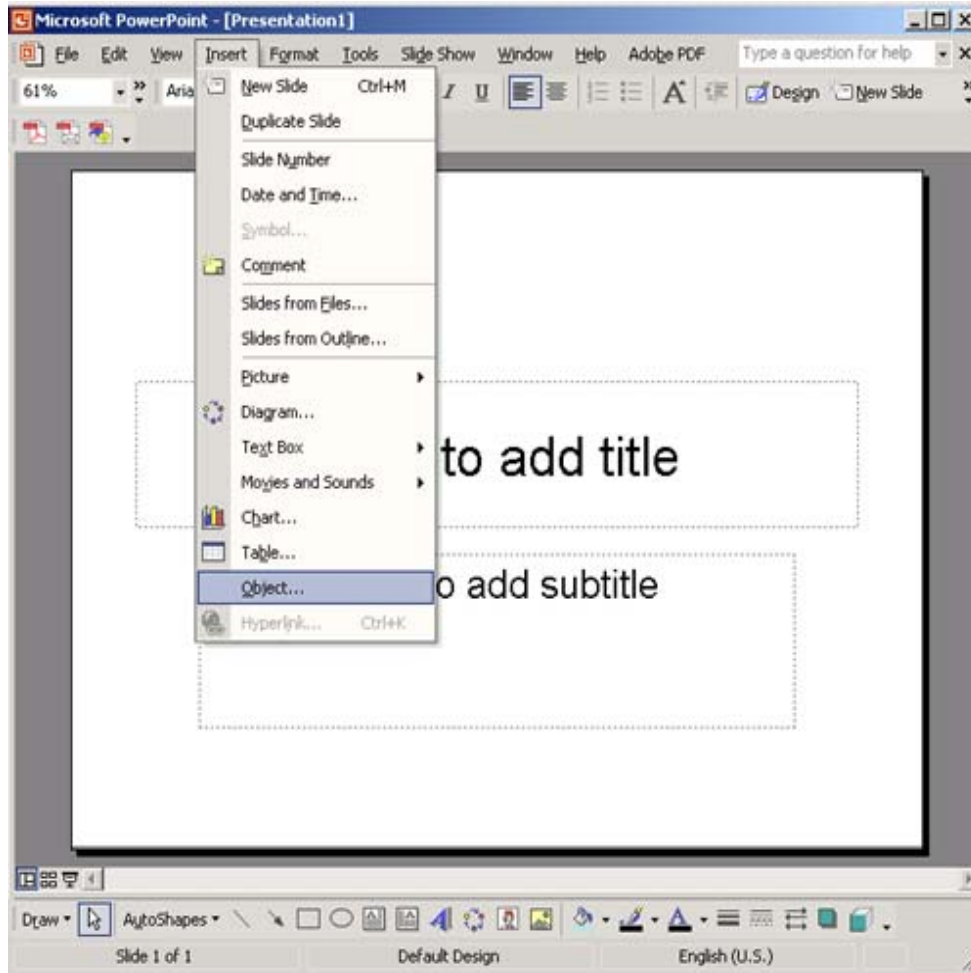 Microsoft PowerPoint - [Presentation1]
File Edit View Insert Format Tools Slide Show Window Help Adobe PDF Type a question for help
61% Aria I U A Design New Slide
New Slide Ctrl+M
Duplicate Slide
Slide Number
Date and Time...
Symbol...
Comment
Slides from Files...
Slides from Outline...
Picture
Diagram...
Text Box
to add title
Movies and Sounds
Chart...
Table...
Object...
o add subtitle
Hyperlink... Ctrl+K
Draw AutoShapes A A
Slide 1 of 1 Default Design English (U.S.)